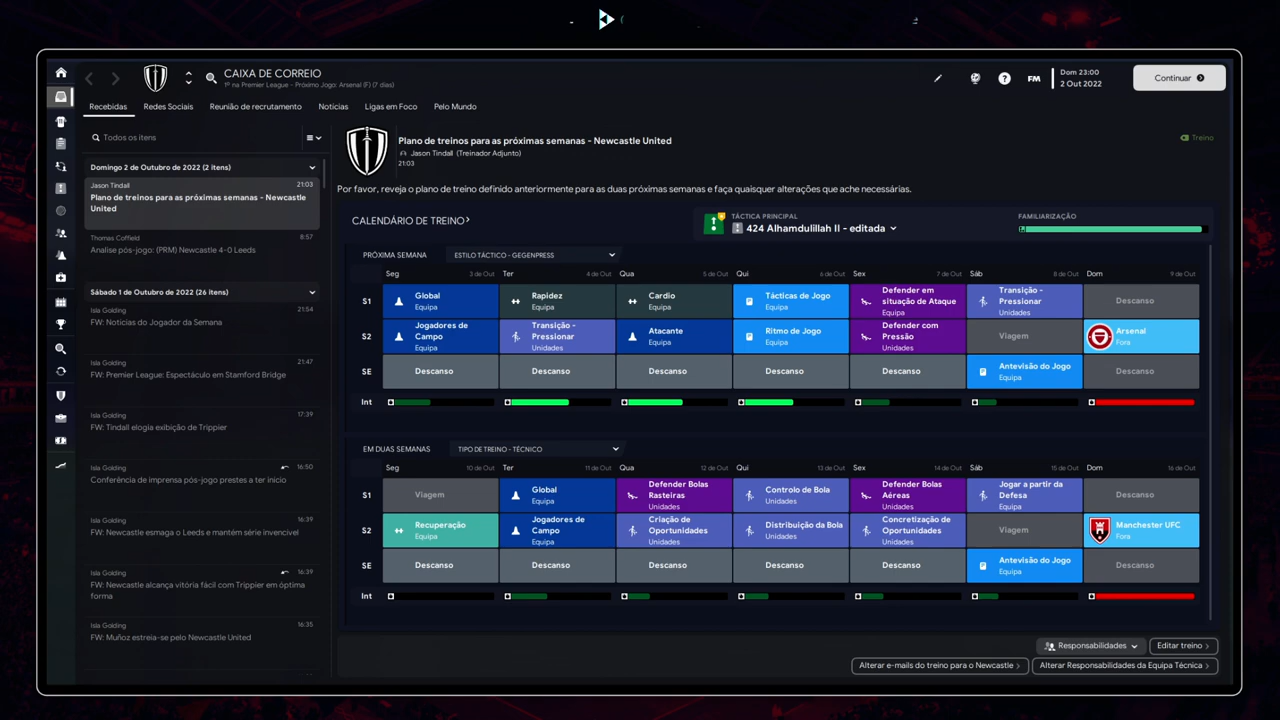 CAIXA DE CORREIO
1º na Premier League - Próximo Jogo: Arsenal (F) (7 dias)
FM
Dom 23:00
2 Out 2022
Continuar
Recebidas
Redes Sociais
Reunião de recrutamento
Notícias
Ligas em Foco
Pelo Mundo
Todos os itens
Domingo 2 de Outubro de 2022 (2 itens)
Jason Tindall
21:03
Plano de treinos para as próximas semanas - Newcastle
United
Thomas Coffield
8:57
Analise pós-jogo: (PRM) Newcastle 4-0 Leeds
Sábado 1 de Outubro de 2022 (26 itens)
Isla Golding
21:54
FW: Notícias do Jogador da Semana
Isla Golding
21:47
FW: Premier League: Espectáculo em Stamford Bridge
Isla Golding
17:39
FW: Tindall elogia exibição de Trippier
Isla Golding
16:50
Conferência de imprensa pós-jogo prestes a ter início
Isla Golding
16:39
FW: Newcastle esmaga o Leeds e mantém série invencível
Isla Golding
16:39
FW: Newcastle alcança vitória fácil com Trippier em óptima
forma
Isla Golding
16:35
FW: Muñoz estreia-se pelo Newcastle United
Plano de treinos para as próximas semanas - Newcastle United
Jason Tindall (Treinador Adjunto)
21:03
Treino
Por favor, reveja o plano de treino definido anteriormente para as duas próximas semanas e faça quaisquer alterações que ache necessárias.
CALENDÁRIO DE TREINO
TÁCTICA PRINCIPAL
424 Alhamdulillah II - editada
FAMILIARIZAÇÃO
PRÓXIMA SEMANA
ESTILO TÁCTICO - GEGENPRESS
Seg 3 de Out Ter 4 de Out Qua 5 de Out Qui 6 de Out Sex 7 de Out Sáb 8 de Out Dom 9 de Out
S1
Global
Equipa
Rapidez
Equipa
Cardio
Equipa
Tácticas de Jogo
Equipa
Defender em
situação de Ataque
Equipa
Transição -
Pressionar
Unidades
Descanso
S2
Jogadores de
Campo
Equipa
Transição -
Pressionar
Unidades
Atacante
Equipa
Ritmo de Jogo
Equipa
Defender com
Pressão
Unidades
Viagem
Arsenal
Fora
SE
Descanso
Descanso
Descanso
Descanso
Descanso
Antevisão do Jogo
Equipa
Descanso
Int
EM DUAS SEMANAS
TIPO DE TREINO - TÉCNICO
Seg 10 de Out Ter 11 de Out Qua 12 de Out Qui 13 de Out Sex 14 de Out Sáb 15 de Out Dom 16 de Out
S1
Viagem
Global
Equipa
Defender Bolas
Rasteiras
Unidades
Controlo de Bola
Unidades
Defender Bolas
Aéreas
Unidades
Jogar a partir da
Defesa
Equipa
Descanso
S2
Recuperação
Equipa
Jogadores de
Campo
Equipa
Criação de
Oportunidades
Unidades
Distribuição da Bola
Unidades
Concretização de
Oportunidades
Unidades
Viagem
Manchester UFC
Fora
SE
Descanso
Descanso
Descanso
Descanso
Descanso
Antevisão do Jogo
Equipa
Descanso
Int
Responsabilidades
Editar treino
Alterar e-mails do treino para o Newcastle
Alterar Responsabilidades da Equipa Técnica